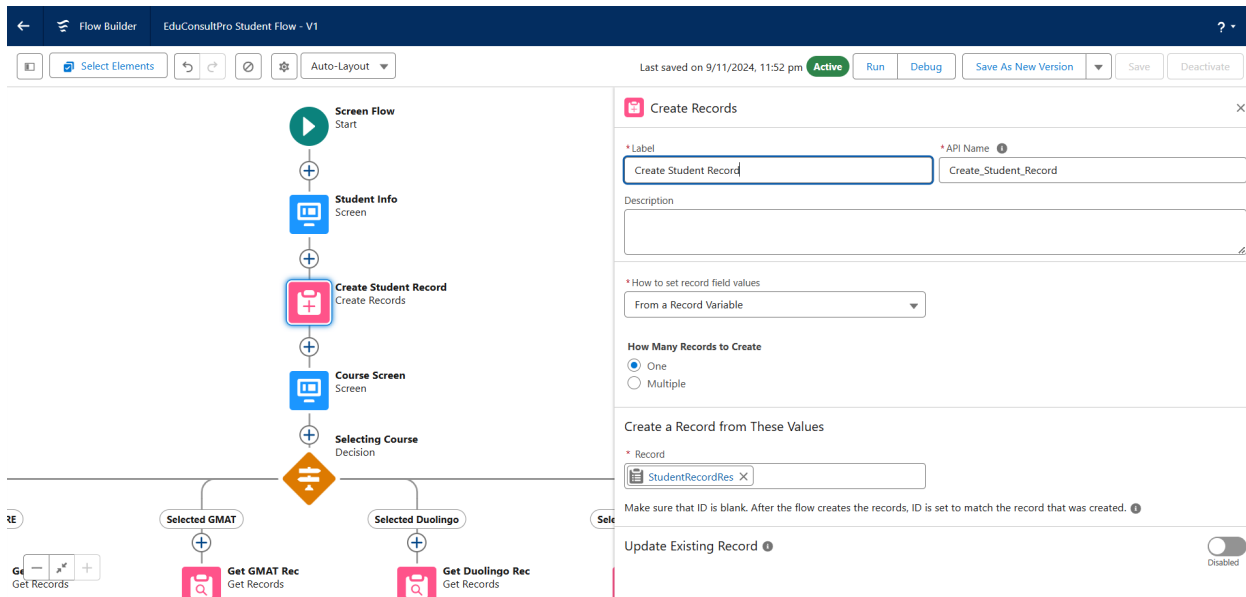 Flow Builder
EduConsultPro Student Flow - V1
?
Select Elements
Auto-Layout
Last saved on 9/11/2024, 11:52 pm
Active
Run
Debug
Save As New Version
Save
Deactivate
Screen Flow
Start
Student Info
Screen
Create Student Record
Create Records
Course Screen
Screen
Selecting Course
Decision
RE
Selected GMAT
Selected Duolingo
Sele
Ge
Get Records
Get GMAT Rec
Get Records
Get Duolingo Rec
Get Records
Create Records
* Label
Create Student Record
* API Name
Create_Student_Record
Description
* How to set record field values
From a Record Variable
How Many Records to Create
One
Multiple
Create a Record from These Values
* Record
StudentRecordRes
Make sure that ID is blank. After the flow creates the records, ID is set to match the record that was created.
Update Existing Record
Disabled